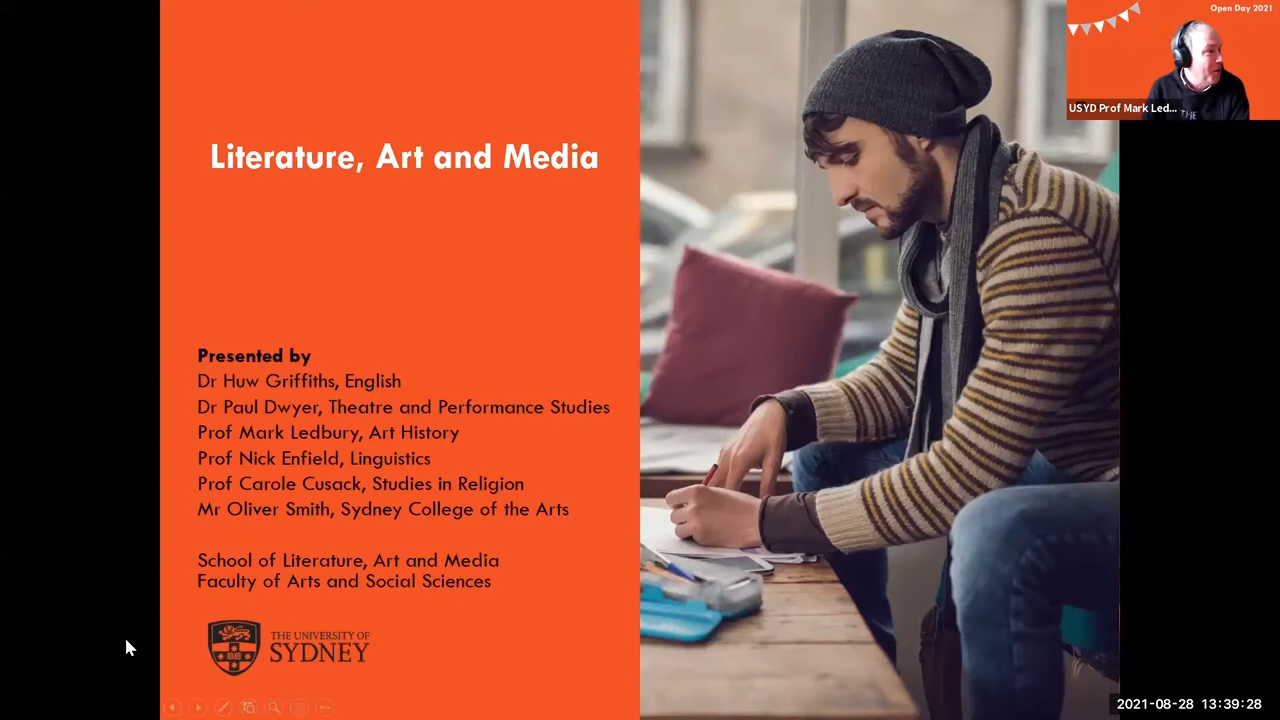 Open Day 2021
USYD Prof Mark Led...
Literature, Art and Media
Presented by
Dr Huw Griffiths, English
Dr Paul Dwyer, Theatre and Performance Studies
Prof Mark Ledbury, Art History
Prof Nick Enfield, Linguistics
Prof Carole Cusack, Studies in Religion
Mr Oliver Smith, Sydney College of the Arts
School of Literature, Art and Media
Faculty of Arts and Social Sciences
THE UNIVERSITY OF
SYDNEY
THE
2021-08-28 13:39:28